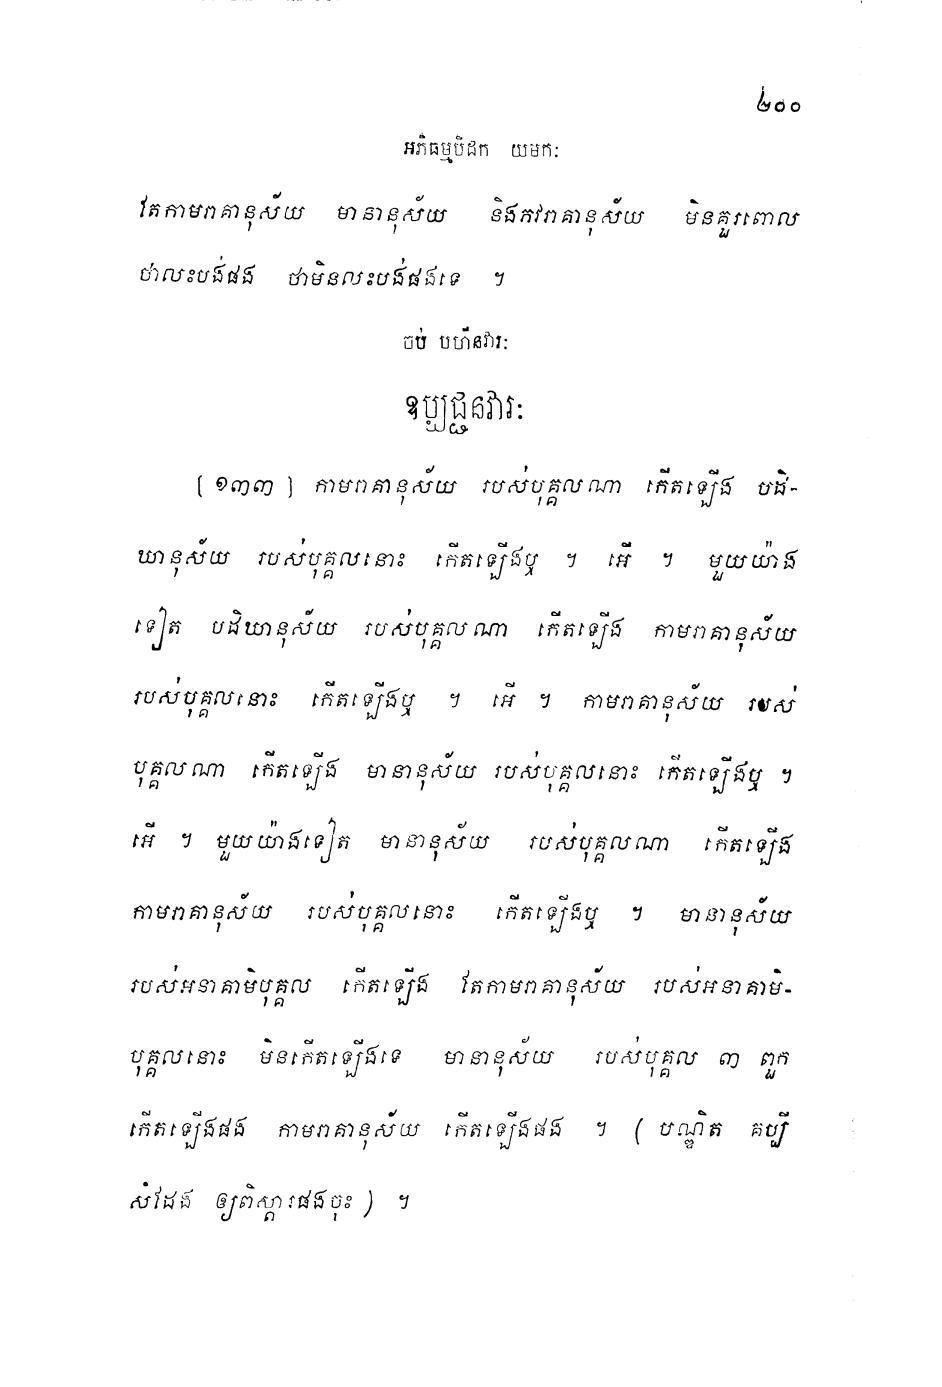 ៤០០
អភិធម្មបិដក យមកៈ
តែកាមរាគានុស័យ មានានុស័យ និងភវរាគានុស័យ មិនគួរពោល
ថាលះបង់ផង ថាមិនលះបង់ផងទេ ។
ចប់ បហីនវារៈ
ឧប្បជ្ជនវារៈ
(១៣៣) កាមរាគានុស័យ របស់បុគ្គលណា កើតឡើង បដិ-
ឃានុស័យ របស់បុគ្គលនោះ កើតឡើងឬ ។ អើ ។ មួយយ៉ាង
ទៀត បដិឃានុស័យ របស់បុគ្គលណា កើតឡើង កាមរាគានុស័យ
របស់បុគ្គលនោះ កើតឡើងឬ ។ អើ ។ កាមរាគានុស័យ របស់
បុគ្គលណា កើតឡើង មានានុស័យ របស់បុគ្គលនោះ កើតឡើងឬ ។
អើ ។ មួយយ៉ាងទៀត មានានុស័យ របស់បុគ្គលណា កើតឡើង
កាមរាគានុស័យ របស់បុគ្គលនោះ កើតឡើងឬ ។ មានានុស័យ
របស់អនាគាមិបុគ្គល កើតឡើង តែកាមរាគានុស័យ របស់អនាគាមិ-
បុគ្គលនោះ មិនកើតឡើងទេ មានានុស័យ របស់បុគ្គល ៣ ពួក
កើតឡើងផង កាមរាគានុស័យ កើតឡើងផង ។ ( បណ្ឌិត គប្បី
សំដែង ឲ្យពិស្តារផងចុះ ) ។